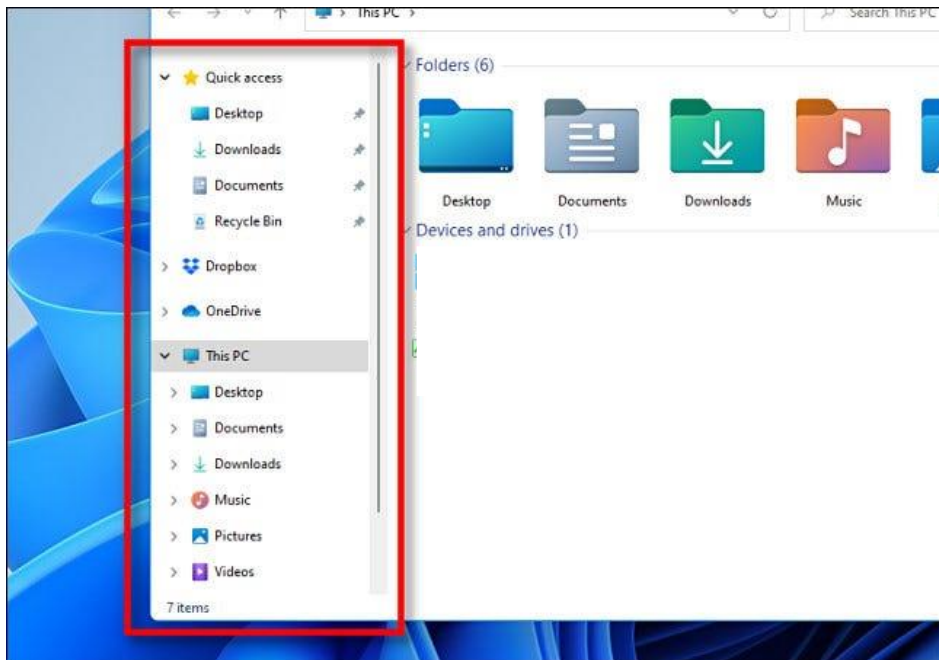 This PC
Search This PC
Quick access
Desktop
Downloads
Documents
Recycle Bin
Dropbox
OneDrive
This PC
Desktop
Documents
Downloads
Music
Pictures
Videos
7 items
Folders (6)
Desktop
Documents
Downloads
Music
Devices and drives (1)